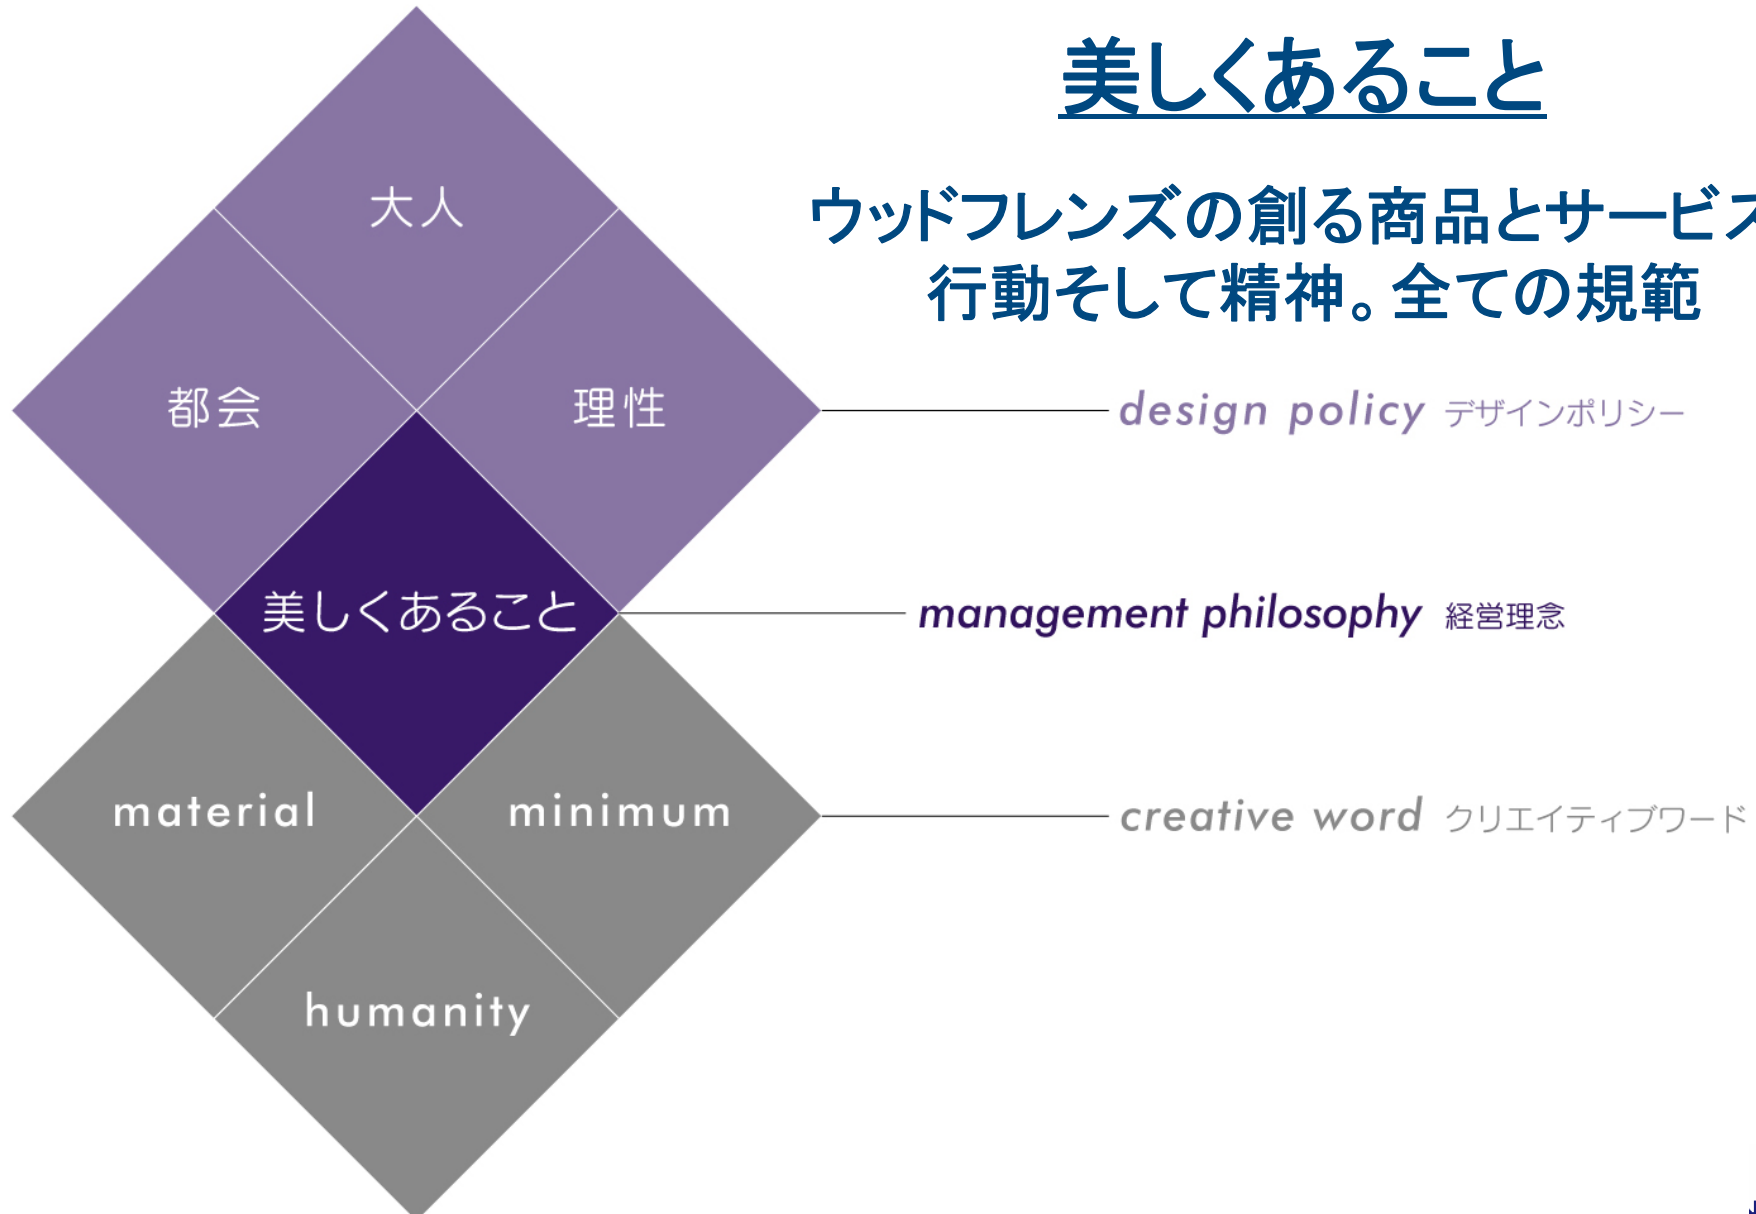 美しくあること
ウッドフレンズの創る商品とサービス
行動そして精神。全ての規範
大人
都会
理性
design policy デザインポリシー
美しくあること
management philosophy 経営理念
material
minimum
creative word クリエイティブワード
humanity